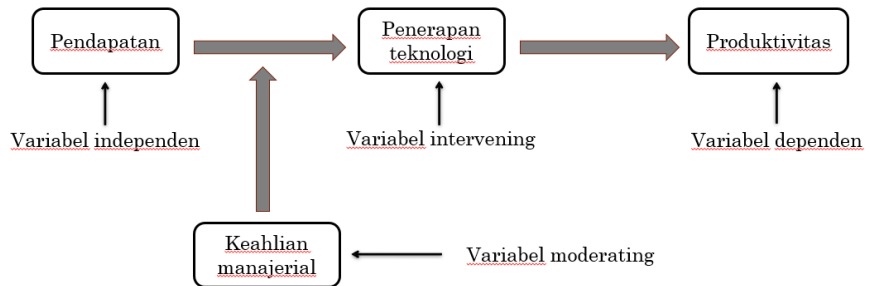 Pendapatan
Penerapan
teknologi
Produktivitas
Variabel independen
Variabel intervening
Variabel dependen
Keahlian
manajerial
Variabel moderating